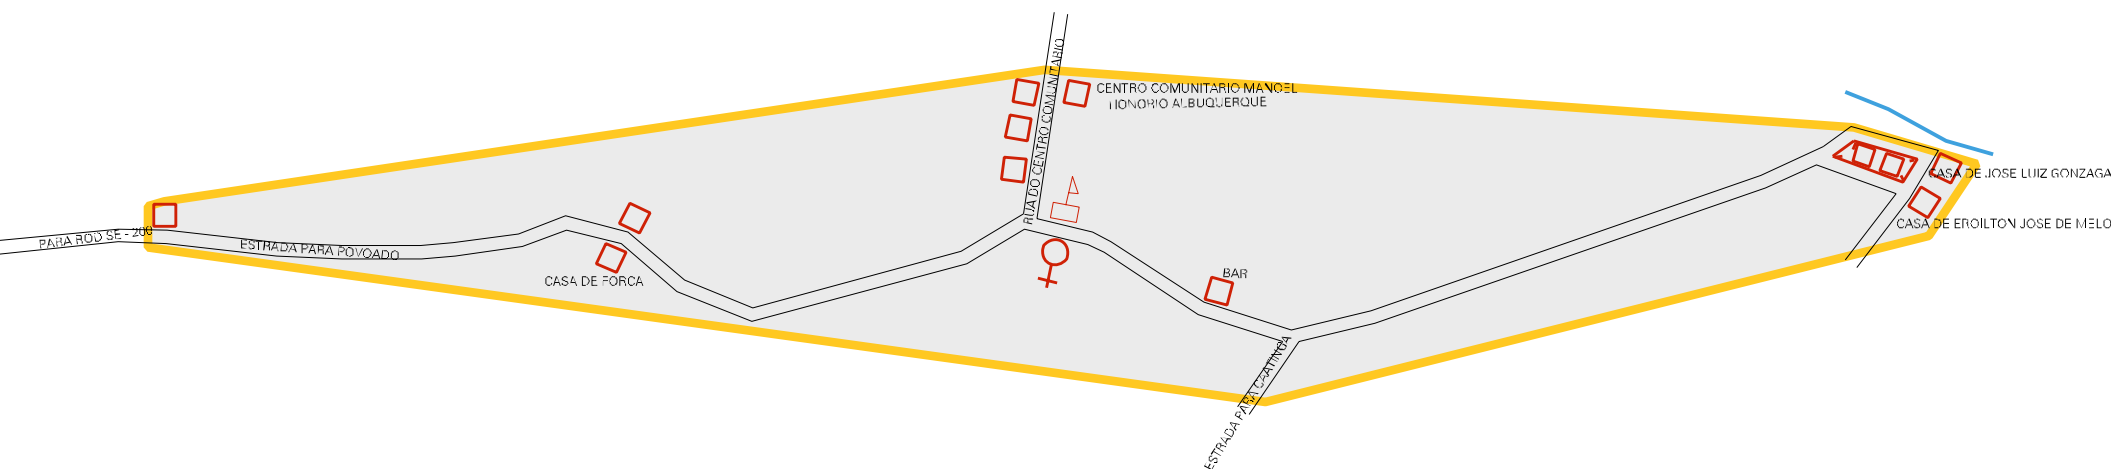 RUA DO CENTRO COMUNITARIO
CENTRO COMUNITARIO MANOEL
HONORIO ALBUQUERQUE
CASA DE JOSE LUIZ GONZAGA
CASA DE EROILTON JOSE DE MELO
PARA ROD SE - 200
ESTRADA PARA POVOADO
CASA DE FORCA
BAR
ESTRADA PARA CAATINGA